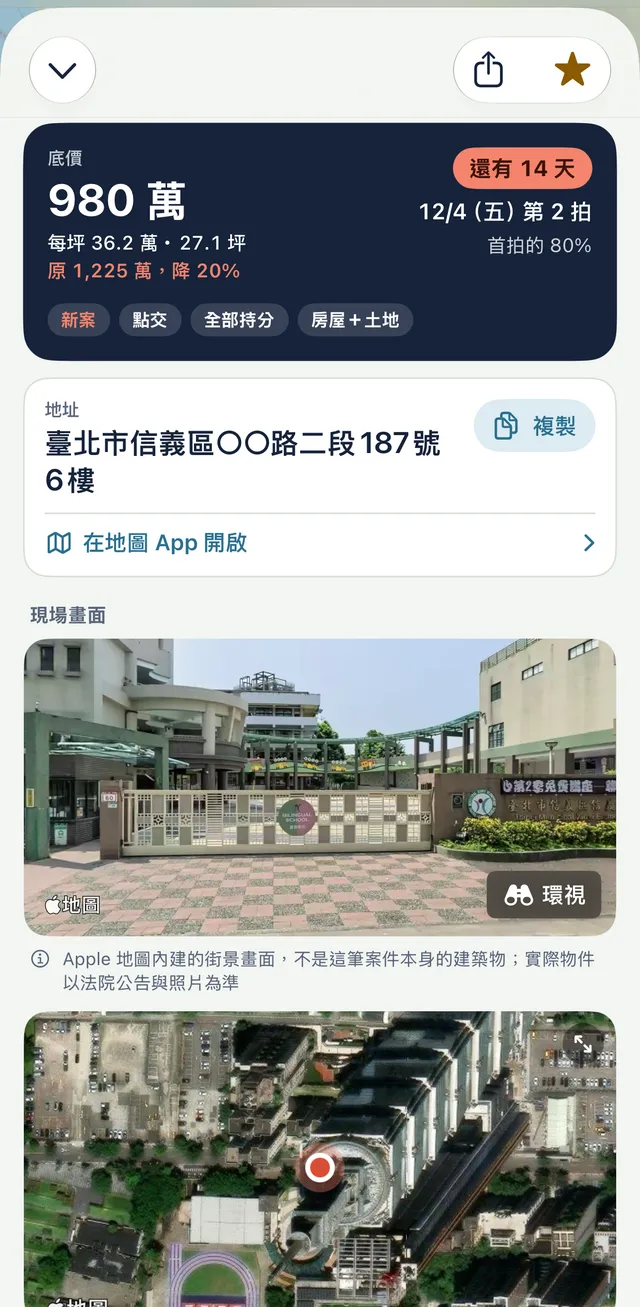 底價
980 萬
每坪 36.2 萬・27.1 坪
原 1,225 萬，降 20%
還有 14 天
12/4 (五) 第 2 拍
首拍的 80%
新案
點交
全部持分
房屋＋土地
地址
臺北市信義區〇〇路二段187號
6樓
複製
在地圖 App 開啟
現場畫面
BILINGUAL
SCHOOL
地圖
環視
Apple 地圖內建的街景畫面，不是這筆案件本身的建築物；實際物件
以法院公告與照片為準
地圖